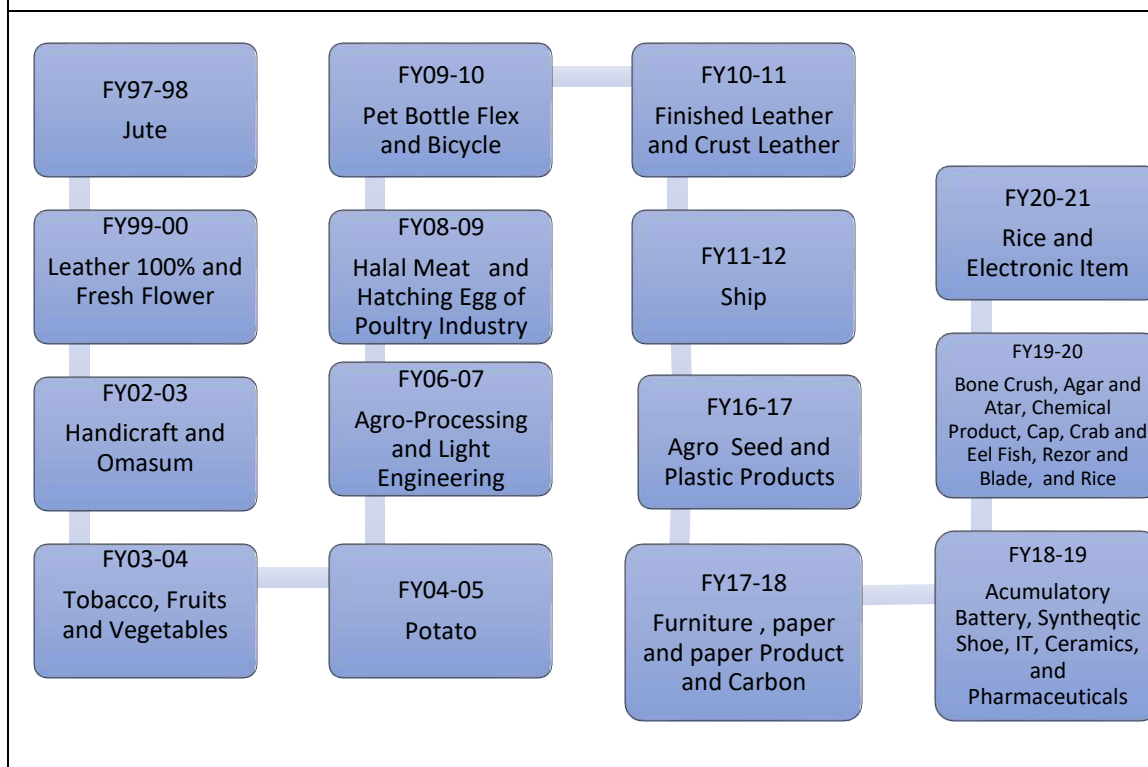 FY97-98
Jute
FY99-00
Leather 100% and
Fresh Flower
FY02-03
Handicraft and
Omasum
FY03-04
Tobacco, Fruits
and Vegetables
FY04-05
Potato
FY06-07
Agro-Processing
and Light
Engineering
FY08-09
Halal Meat and
Hatching Egg of
Poultry Industry
FY09-10
Pet Bottle Flex
and Bicycle
FY10-11
Finished Leather
and Crust Leather
FY11-12
Ship
FY16-17
Agro Seed and
Plastic Products
FY17-18
Furniture , paper
and paper Product
and Carbon
FY18-19
Acumulatory
Battery, Syntheqtic
Shoe, IT, Ceramics,
and
Pharmaceuticals
FY19-20
Bone Crush, Agar and
Atar, Chemical
Product, Cap, Crab and
Eel Fish, Rezor and
Blade, and Rice
FY20-21
Rice and
Electronic Item